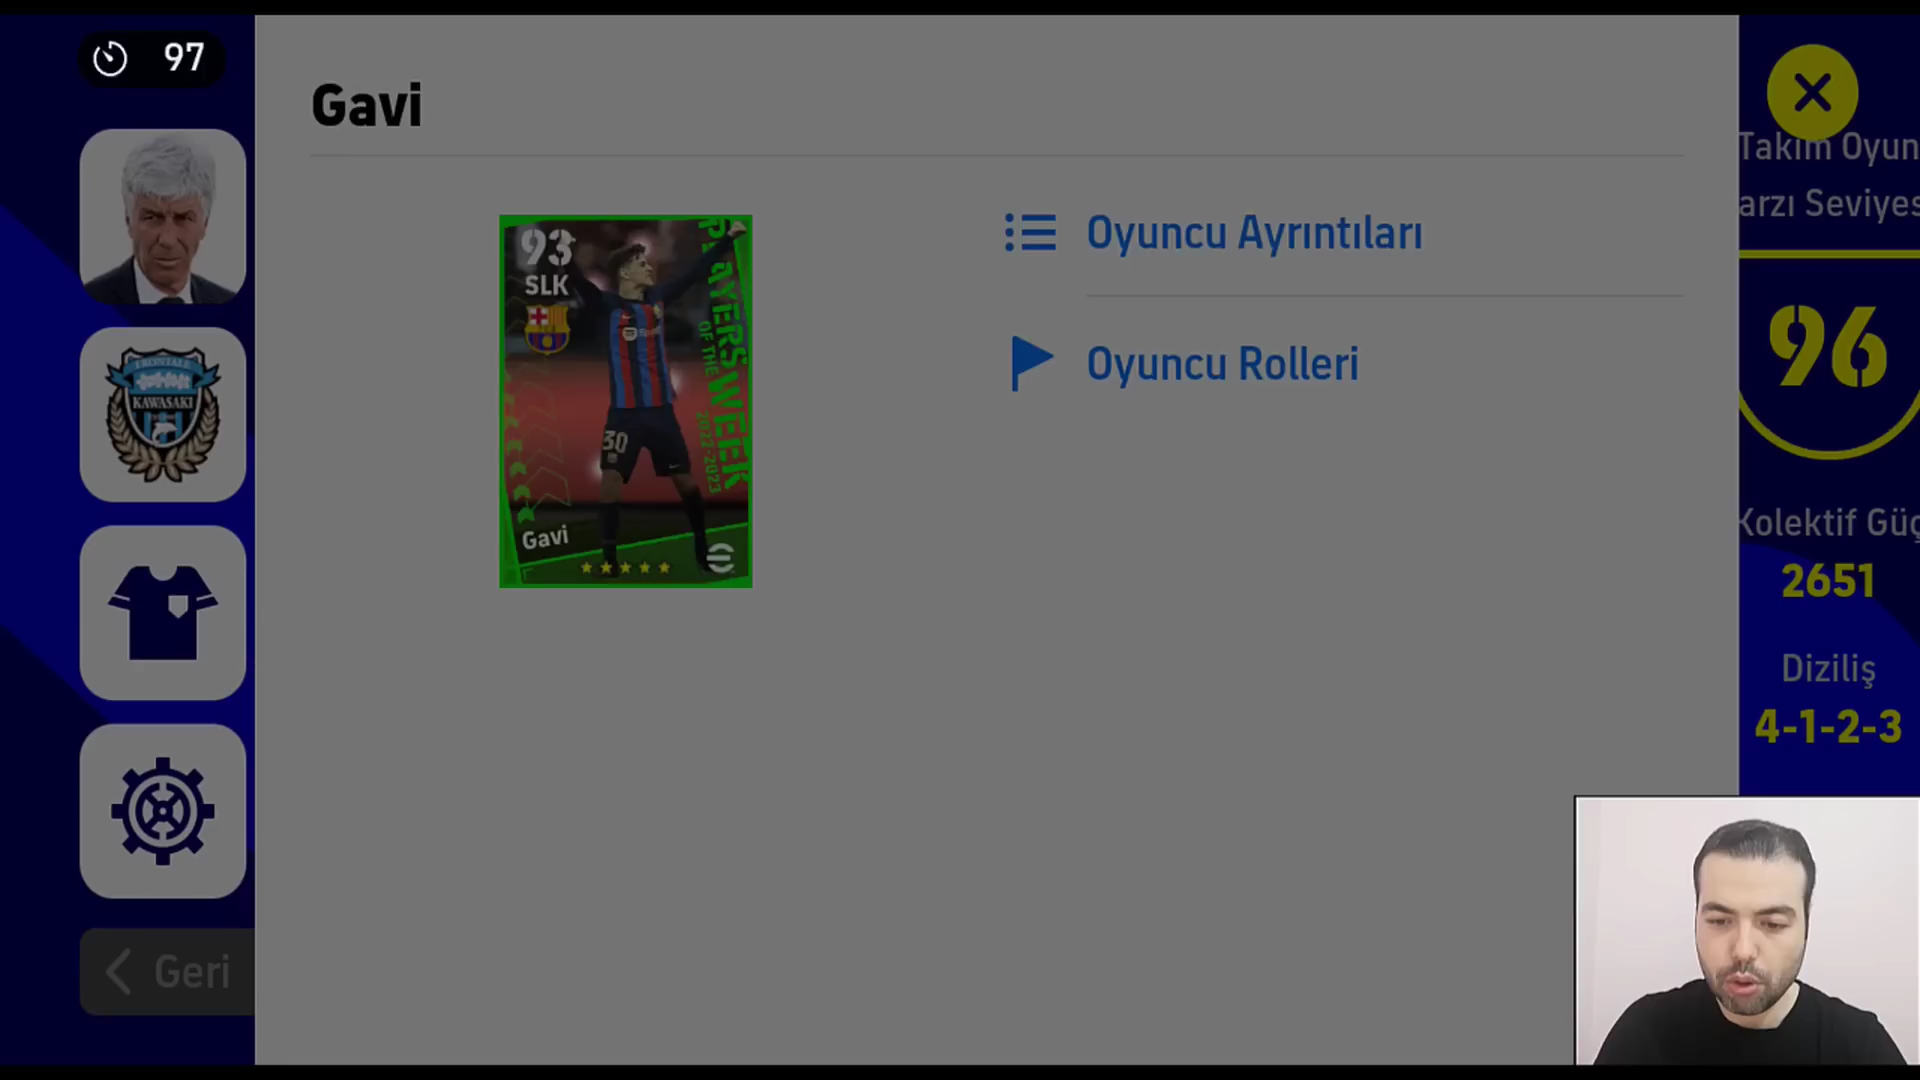 97
Gavi
93
SLK
PLAYERS
OF THE
WEEK
2022-2023
30
Gavi
Oyuncu Ayrıntıları
Oyuncu Rolleri
FRONTALE
KAWASAKI
Geri
Takım Oyun
arzı Seviyes
96
Kolektif Güç
2651
Diziliş
4-1-2-3